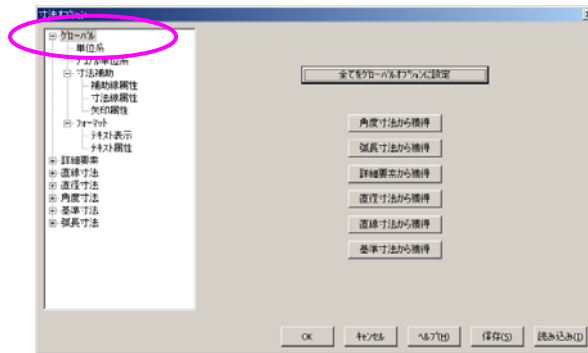 寸法オプション
グローバル
単位系
デュアル単位系
寸法補助
補助線属性
寸法線属性
矢印属性
フォーマット
テキスト表示
テキスト属性
詳細要素
直線寸法
直径寸法
角度寸法
基準寸法
弧長寸法
全てをグローバルオプションに設定
角度寸法から獲得
弧長寸法から獲得
詳細要素から獲得
直径寸法から獲得
直線寸法から獲得
基準寸法から獲得
OK キャンセル ヘルプ(H) 保存(S) 読み込み(I)